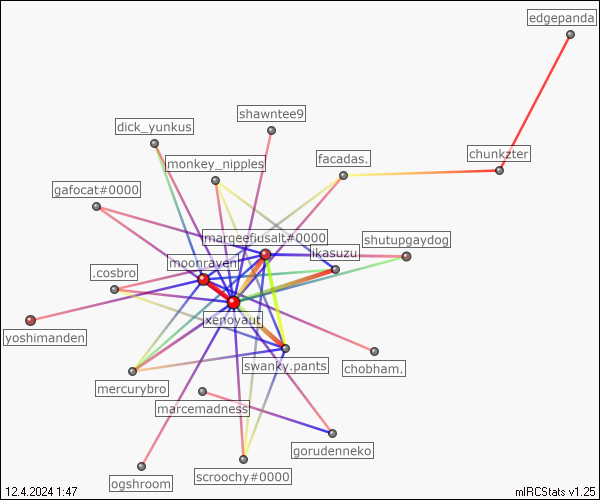 edgepanda
shawntee9
dick_yunkus
chunkzter
facadas.
monkey_nipples
gafocat#0000
marqeefiusalt#0000
shutupgaydog
ikasuzu
moonraven
.cosbro
xenoyaut
yoshimanden
swanky.pants
chobham.
mercurybro
marcemadness
gorudenneko
scroochy#0000
ogshroom
12.4.2024 1:47
mIRCStats v1.25